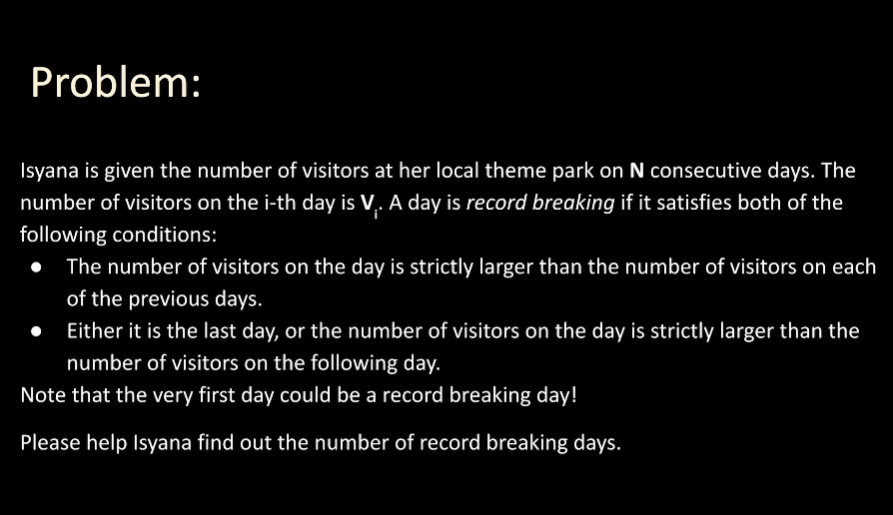 Problem:
Isyana is given the number of visitors at her local theme park on N consecutive days. The
number of visitors on the i-th day is Vi. A day is record breaking if it satisfies both of the
following conditions:
● The number of visitors on the day is strictly larger than the number of visitors on each
of the previous days.
● Either it is the last day, or the number of visitors on the day is strictly larger than the
number of visitors on the following day.
Note that the very first day could be a record breaking day!
Please help Isyana find out the number of record breaking days.